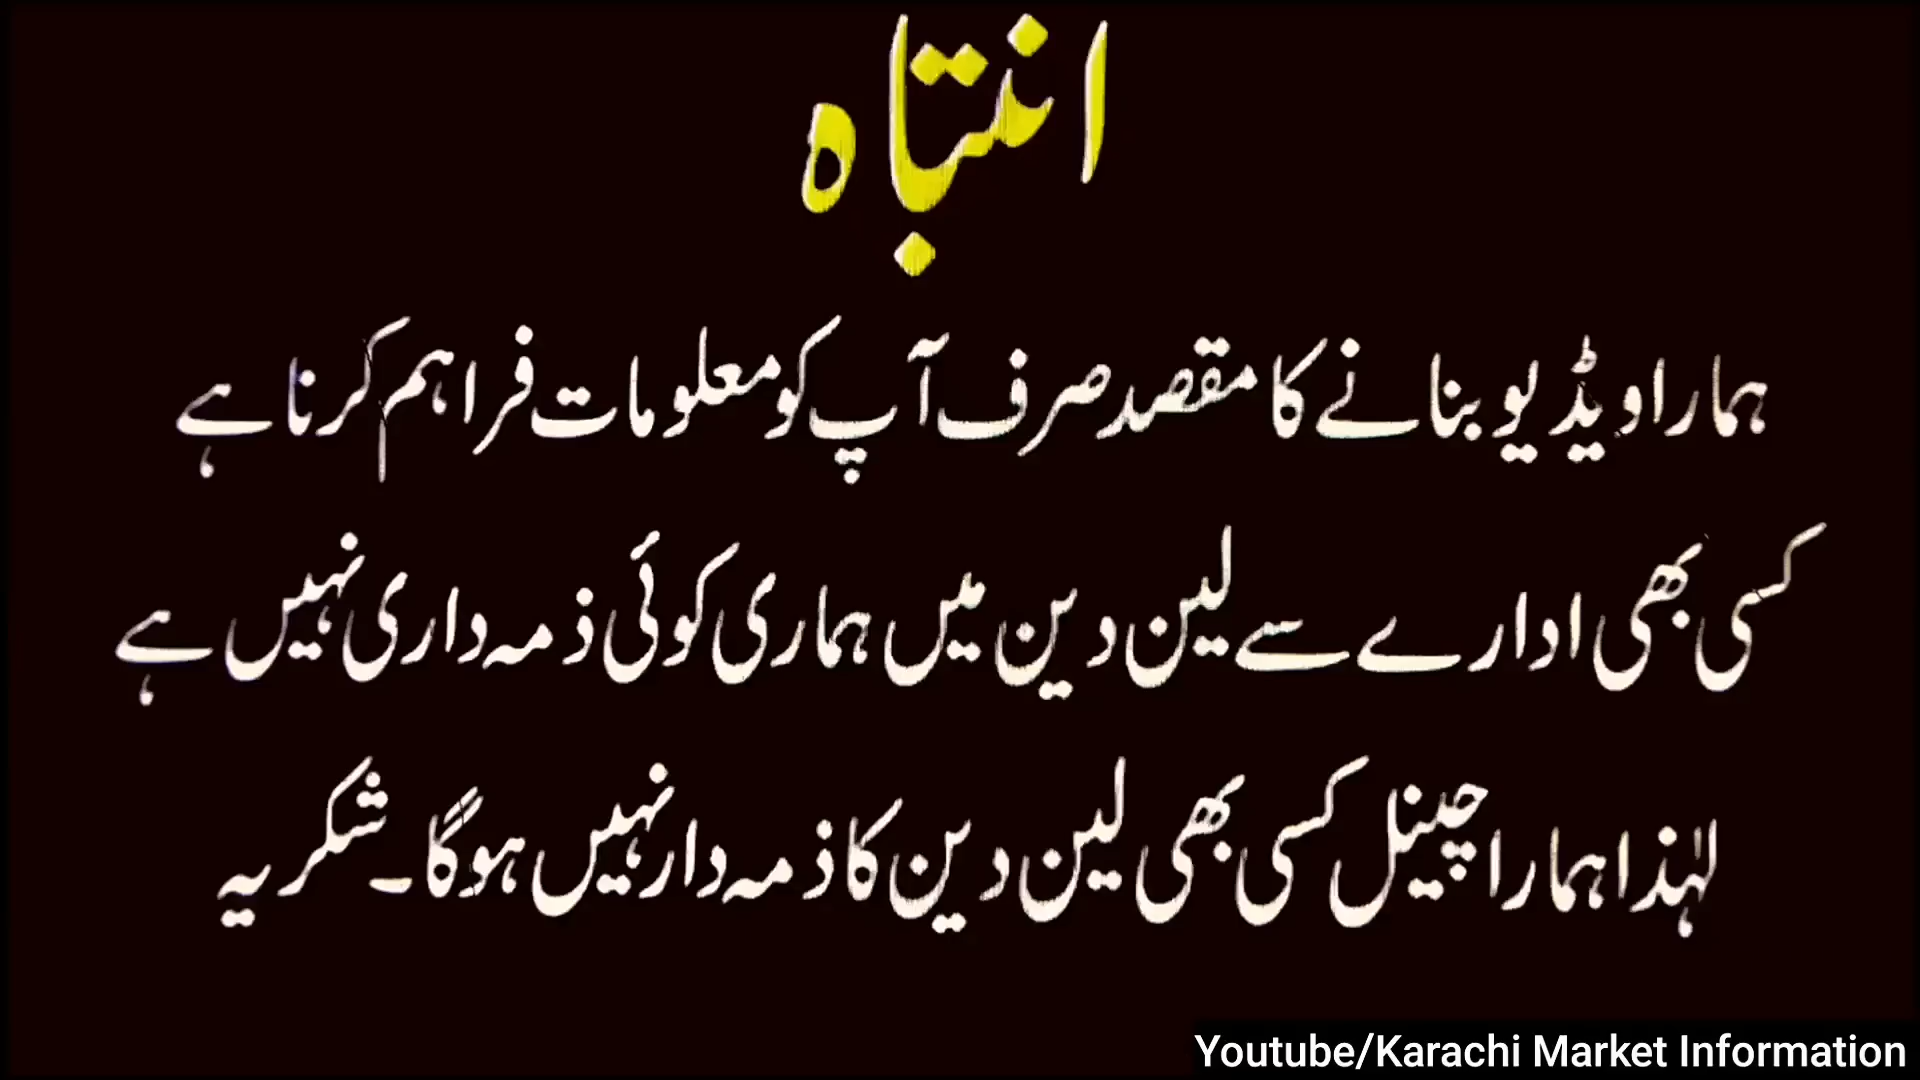 انتباہ
ہمارا ویڈیو بنانے کا مقصد صرف آپ کو معلومات فراہم کرنا ہے
کسی بھی ادارے سے لین دین میں ہماری کوئی ذمہ داری نہیں ہے
لہٰذا ہمارا چینل کسی بھی لین دین کا ذمہ دار نہیں ہوگا۔ شکریہ
Youtube/Karachi Market Information